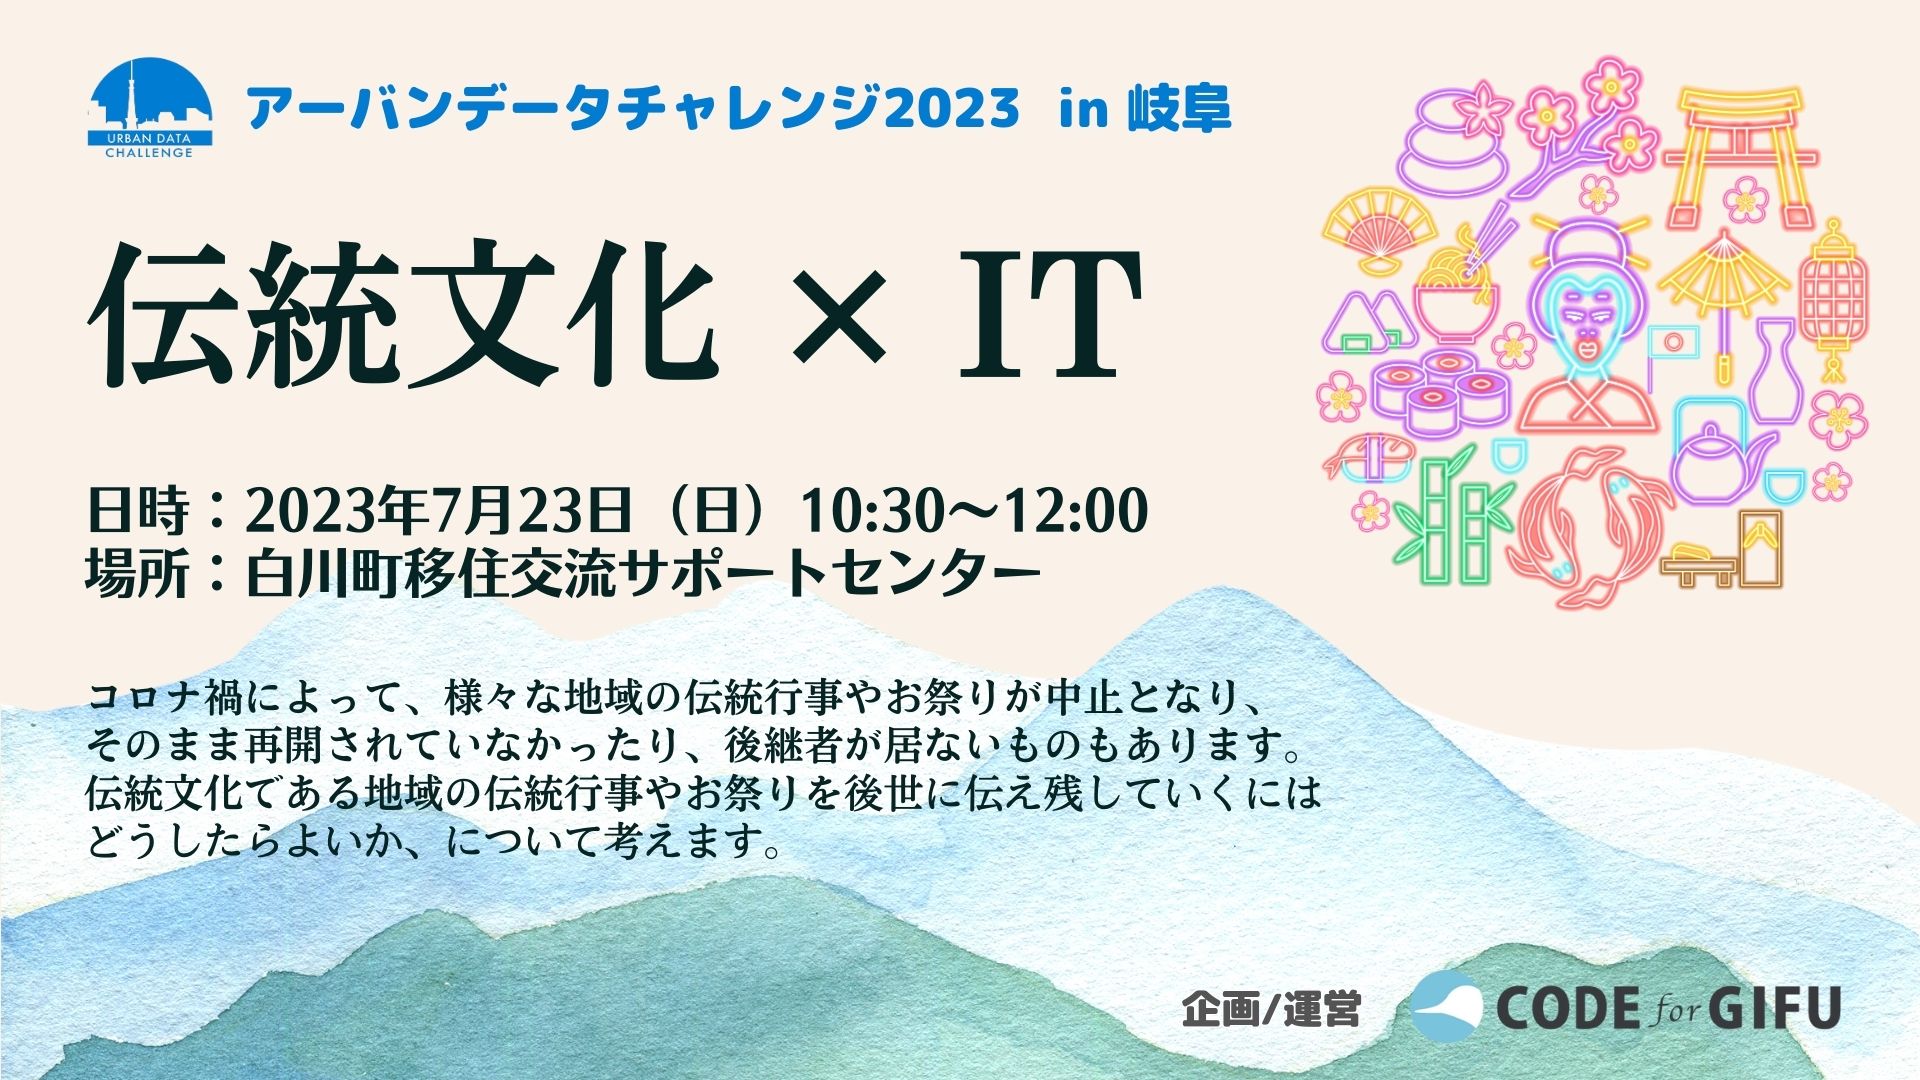 URBAN DATA
CHALLENGE
アーバンデータチャレンジ2023 in 岐阜
伝統文化 × IT
日時：2023年7月23日（日）10:30～12:00
場所：白川町移住交流サポートセンター
コロナ禍によって、様々な地域の伝統行事やお祭りが中止となり、
そのまま再開されていなかったり、後継者が居ないものもあります。
伝統文化である地域の伝統行事やお祭りを後世に伝え残していくには
どうしたらよいか、について考えます。
企画/運営 CODE for GIFU